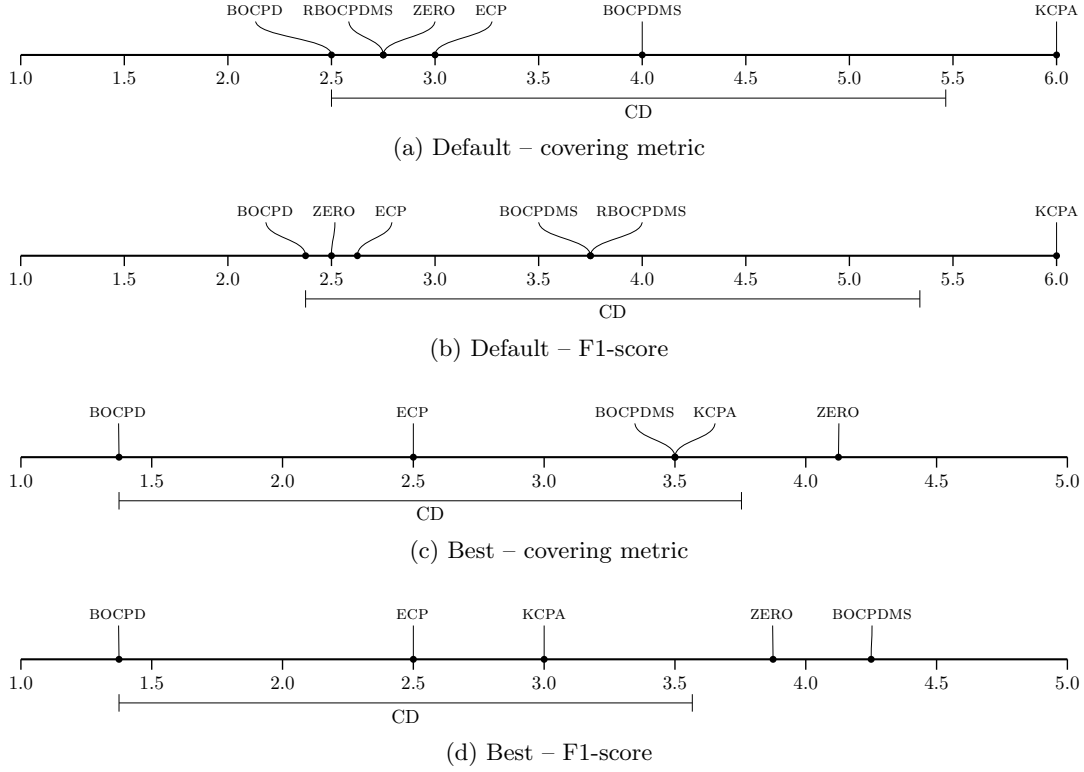 BOCPD RBOCPDMS ZERO ECP BOCPDMS KCPA
1.0 1.5 2.0 2.5 3.0 3.5 4.0 4.5 5.0 5.5 6.0
CD
(a) Default – covering metric
BOCPD ZERO ECP BOCPDMS RBOCPDMS KCPA
1.0 1.5 2.0 2.5 3.0 3.5 4.0 4.5 5.0 5.5 6.0
CD
(b) Default – F1-score
BOCPD ECP BOCPDMS KCPA ZERO
1.0 1.5 2.0 2.5 3.0 3.5 4.0 4.5 5.0
CD
(c) Best – covering metric
BOCPD ECP KCPA ZERO BOCPDMS
1.0 1.5 2.0 2.5 3.0 3.5 4.0 4.5 5.0
CD
(d) Best – F1-score